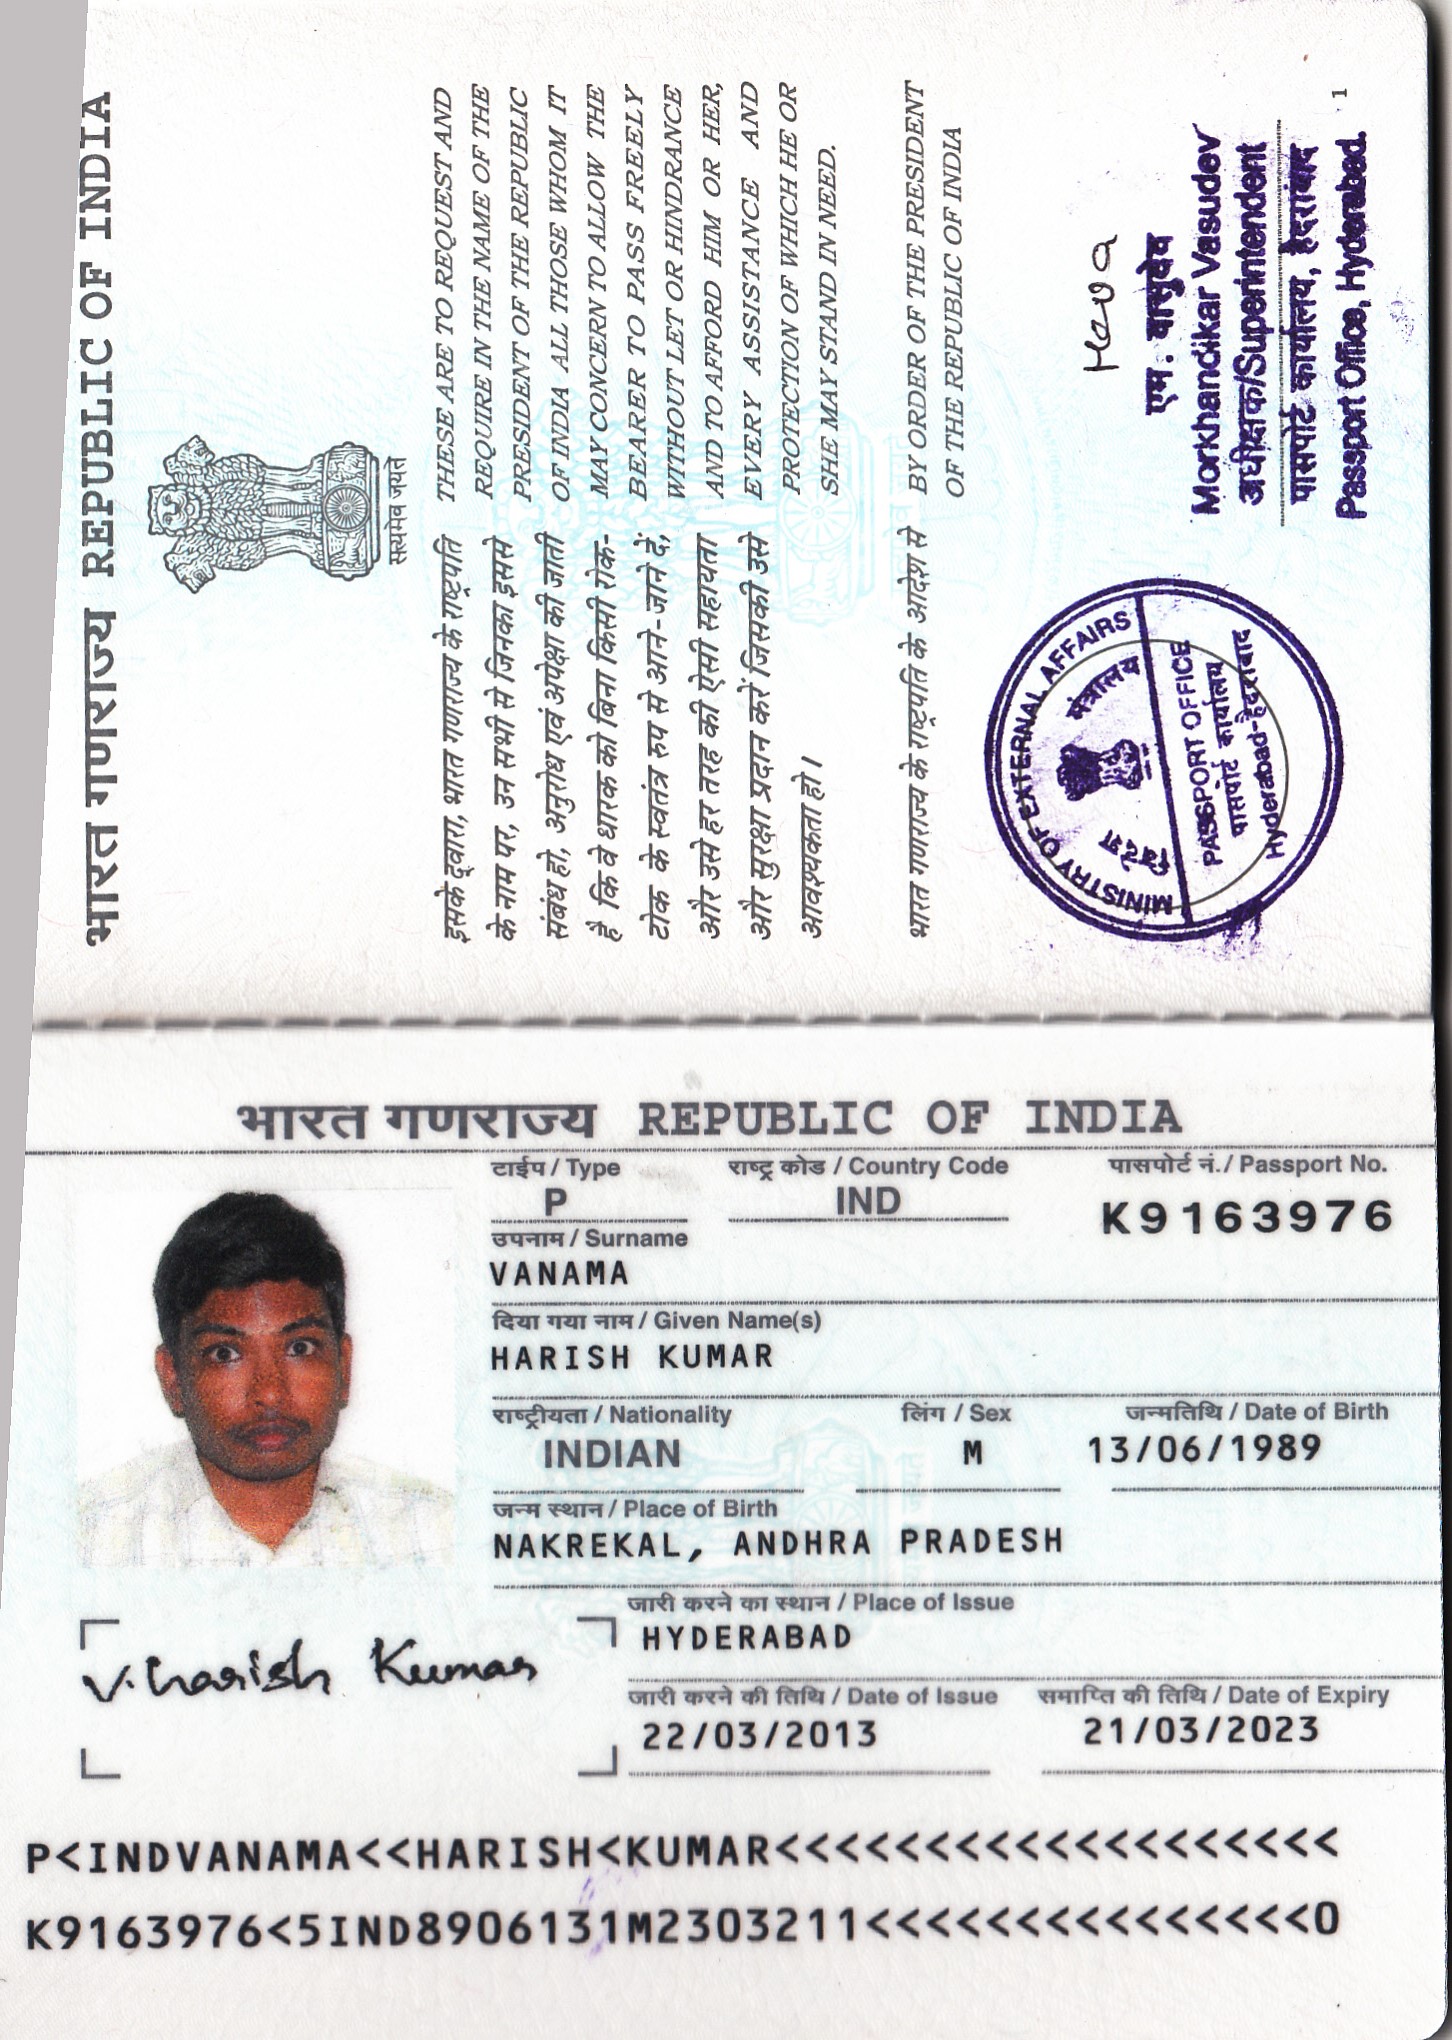 भारत गणराज्य REPUBLIC OF INDIA
सत्यमेव जयते
इसके द्वारा, भारत गणराज्य के राष्ट्रपति
के नाम पर, उन सभी से जिनका इससे
संबंध हो, अनुरोध एवं अपेक्षा की जाती
है कि वे धारक को बिना किसी रोक-
टोक के स्वतंत्र रुप से आने-जाने दें,
और उसे हर तरह की ऐसी सहायता
और सुरक्षा प्रदान करें जिसकी उसे
आवश्यकता हो।
THESE ARE TO REQUEST AND
REQUIRE IN THE NAME OF THE
PRESIDENT OF THE REPUBLIC
OF INDIA ALL THOSE WHOM IT
MAY CONCERN TO ALLOW THE
BEARER TO PASS FREELY
WITHOUT LET OR HINDRANCE
AND TO AFFORD HIM OR HER,
EVERY ASSISTANCE AND
PROTECTION OF WHICH HE OR
SHE MAY STAND IN NEED.
भारत गणराज्य के राष्ट्रपति के आदेश से
BY ORDER OF THE PRESIDENT
OF THE REPUBLIC OF INDIA
MINISTRY OF EXTERNAL AFFAIRS
विदेश मंत्रालय
PASSPORT OFFICE
पासपोर्ट कार्यालय
Hyderabad-हैदराबाद
एम. वासुदेव
Morkhandikar Vasudev
अधीक्षक/Superintendent
पासपोर्ट कार्यालय, हैदराबाद
Passport Office, Hyderabad.
1
भारत गणराज्य REPUBLIC OF INDIA
टाईप / Type राष्ट्र कोड / Country Code पासपोर्ट नं. / Passport No.
P IND K9163976
उपनाम / Surname
VANAMA
दिया गया नाम / Given Name(s)
HARISH KUMAR
राष्ट्रीयता / Nationality लिंग / Sex जन्मतिथि / Date of Birth
INDIAN M 13/06/1989
जन्म स्थान / Place of Birth
NAKREKAL, ANDHRA PRADESH
जारी करने का स्थान / Place of Issue
HYDERABAD
V. Harish Kumar
जारी करने की तिथि / Date of Issue समाप्ति की तिथि / Date of Expiry
22/03/2013 21/03/2023
P<INDVANAMA<<HARISH<KUMAR<<<<<<<<<<<<<<<<<<<
K9163976<5IND8906131M2303211<<<<<<<<<<<<<<<0